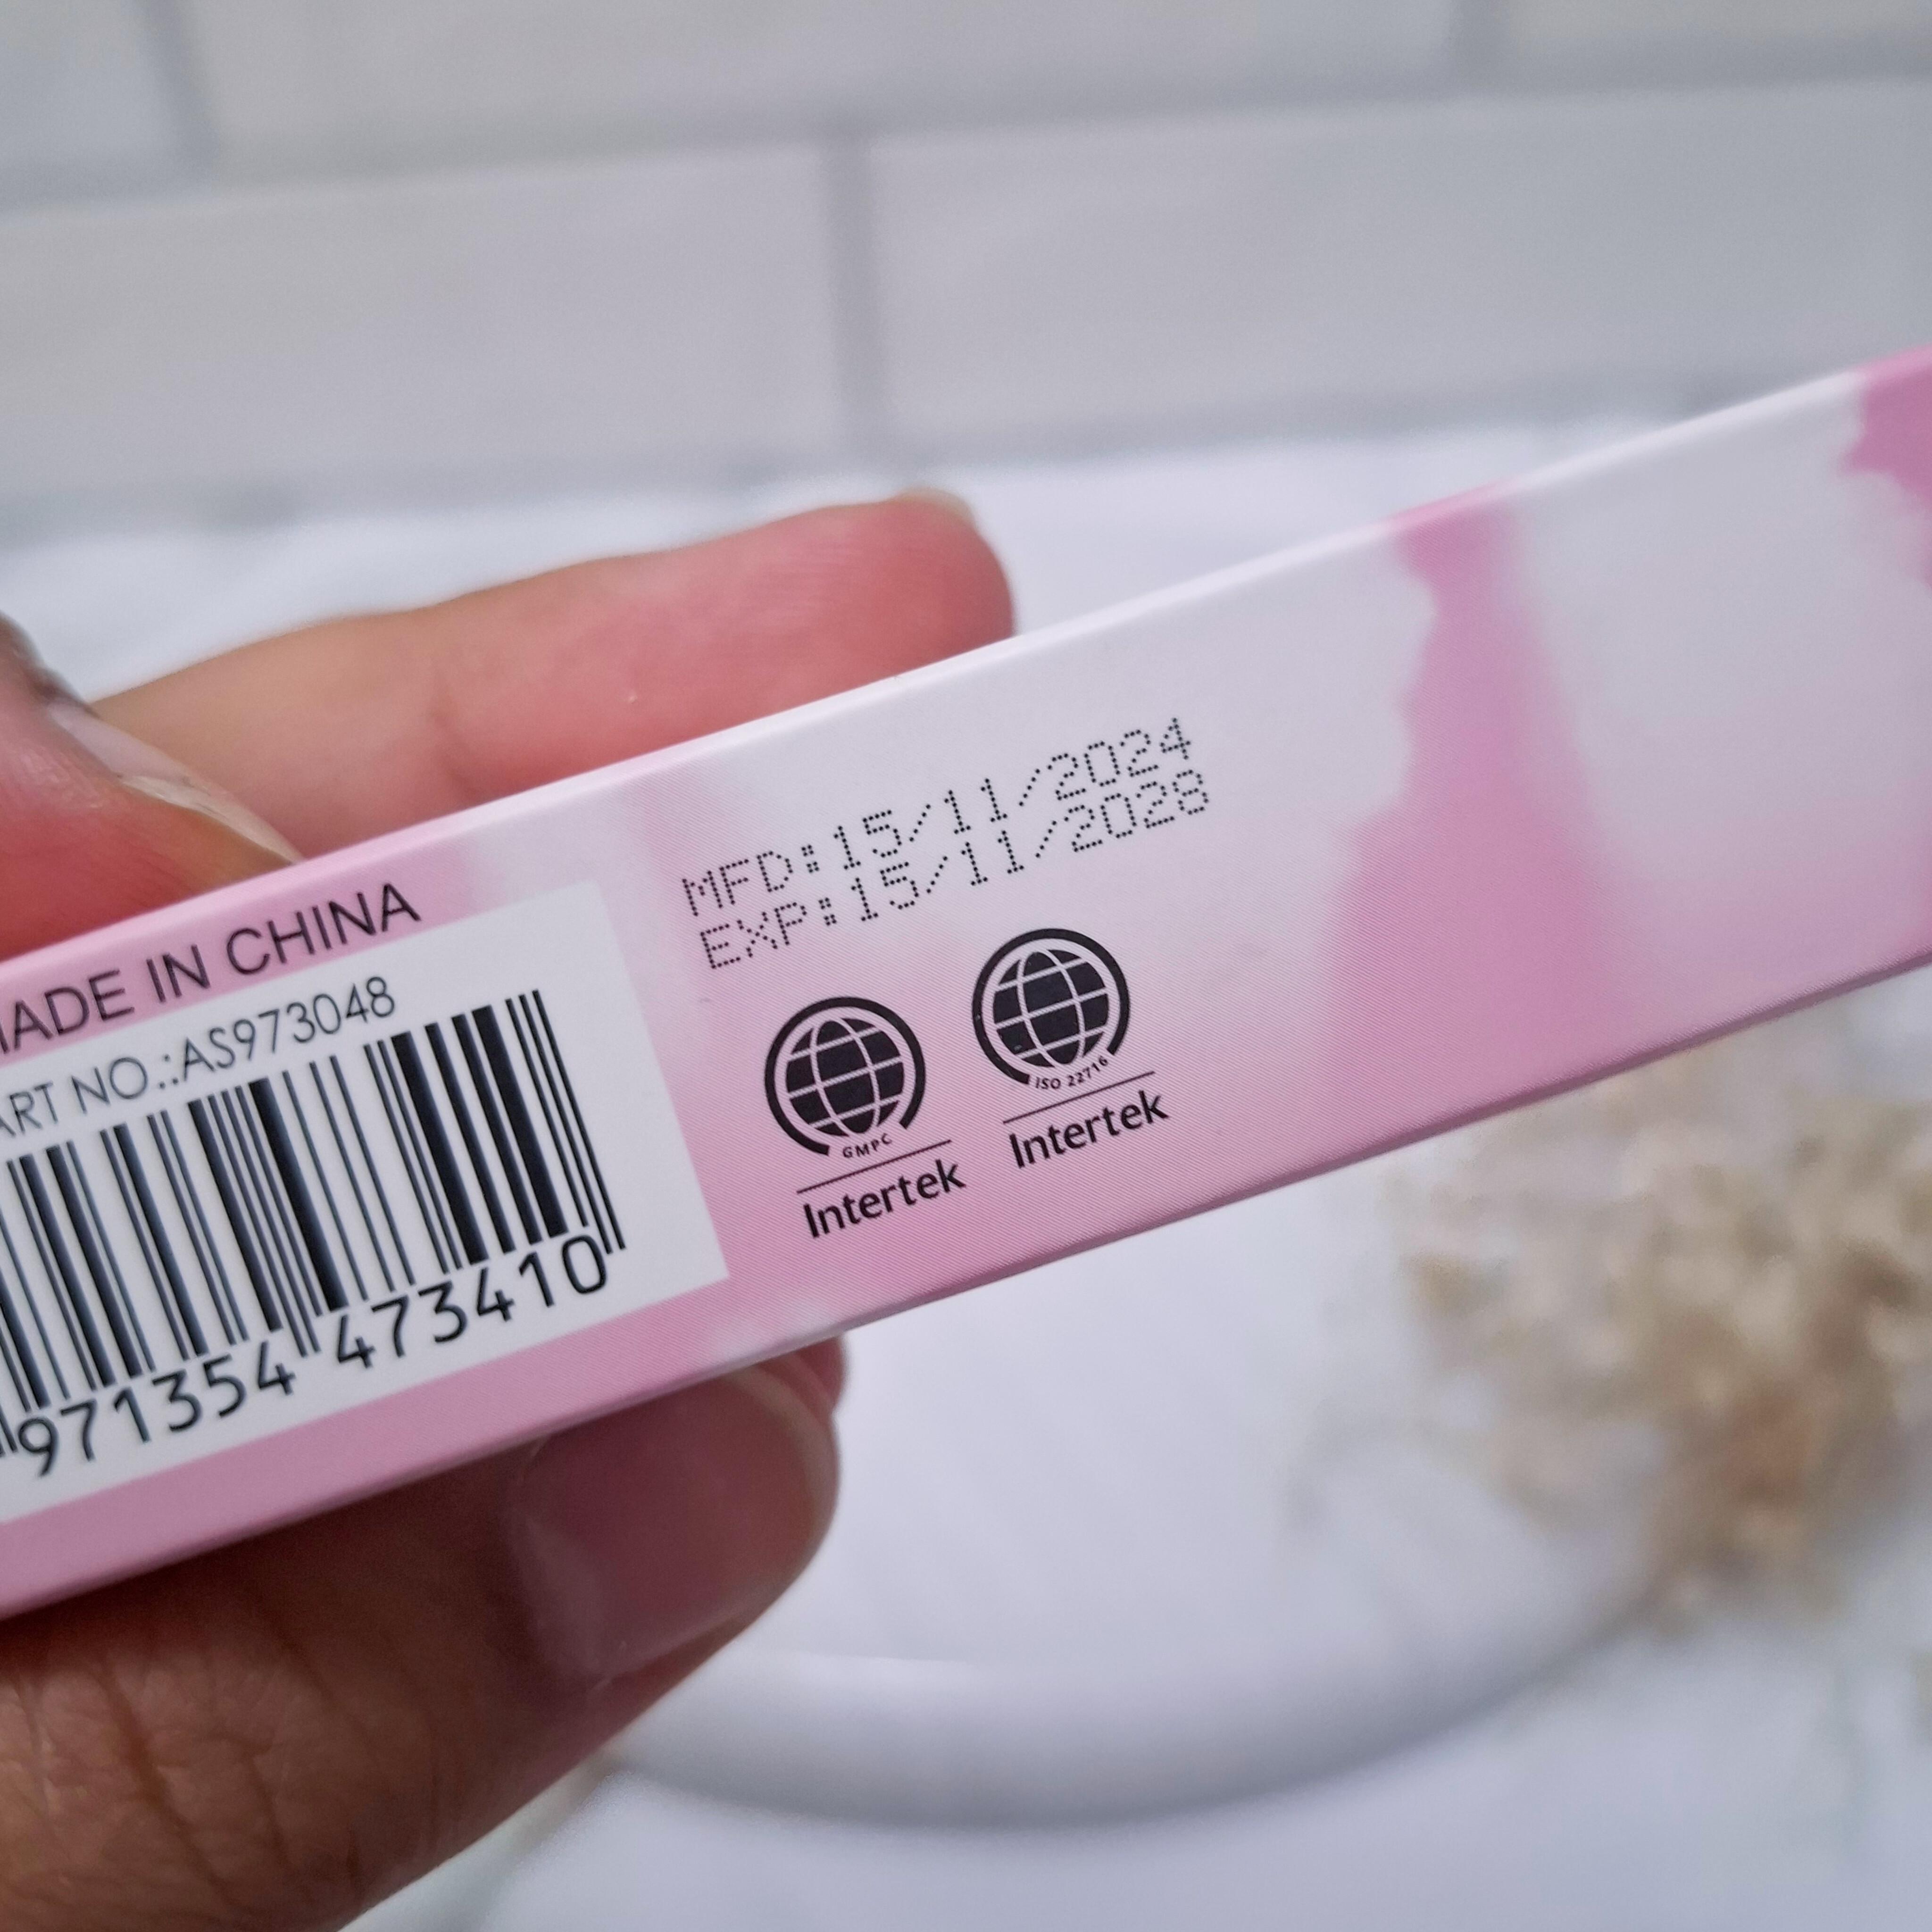 MADE IN CHINA
ART NO.:AS973048
971354 473410
MFD:15/11/2024
EXP:15/11/2028
GMPC
Intertek
ISO 22716
Intertek